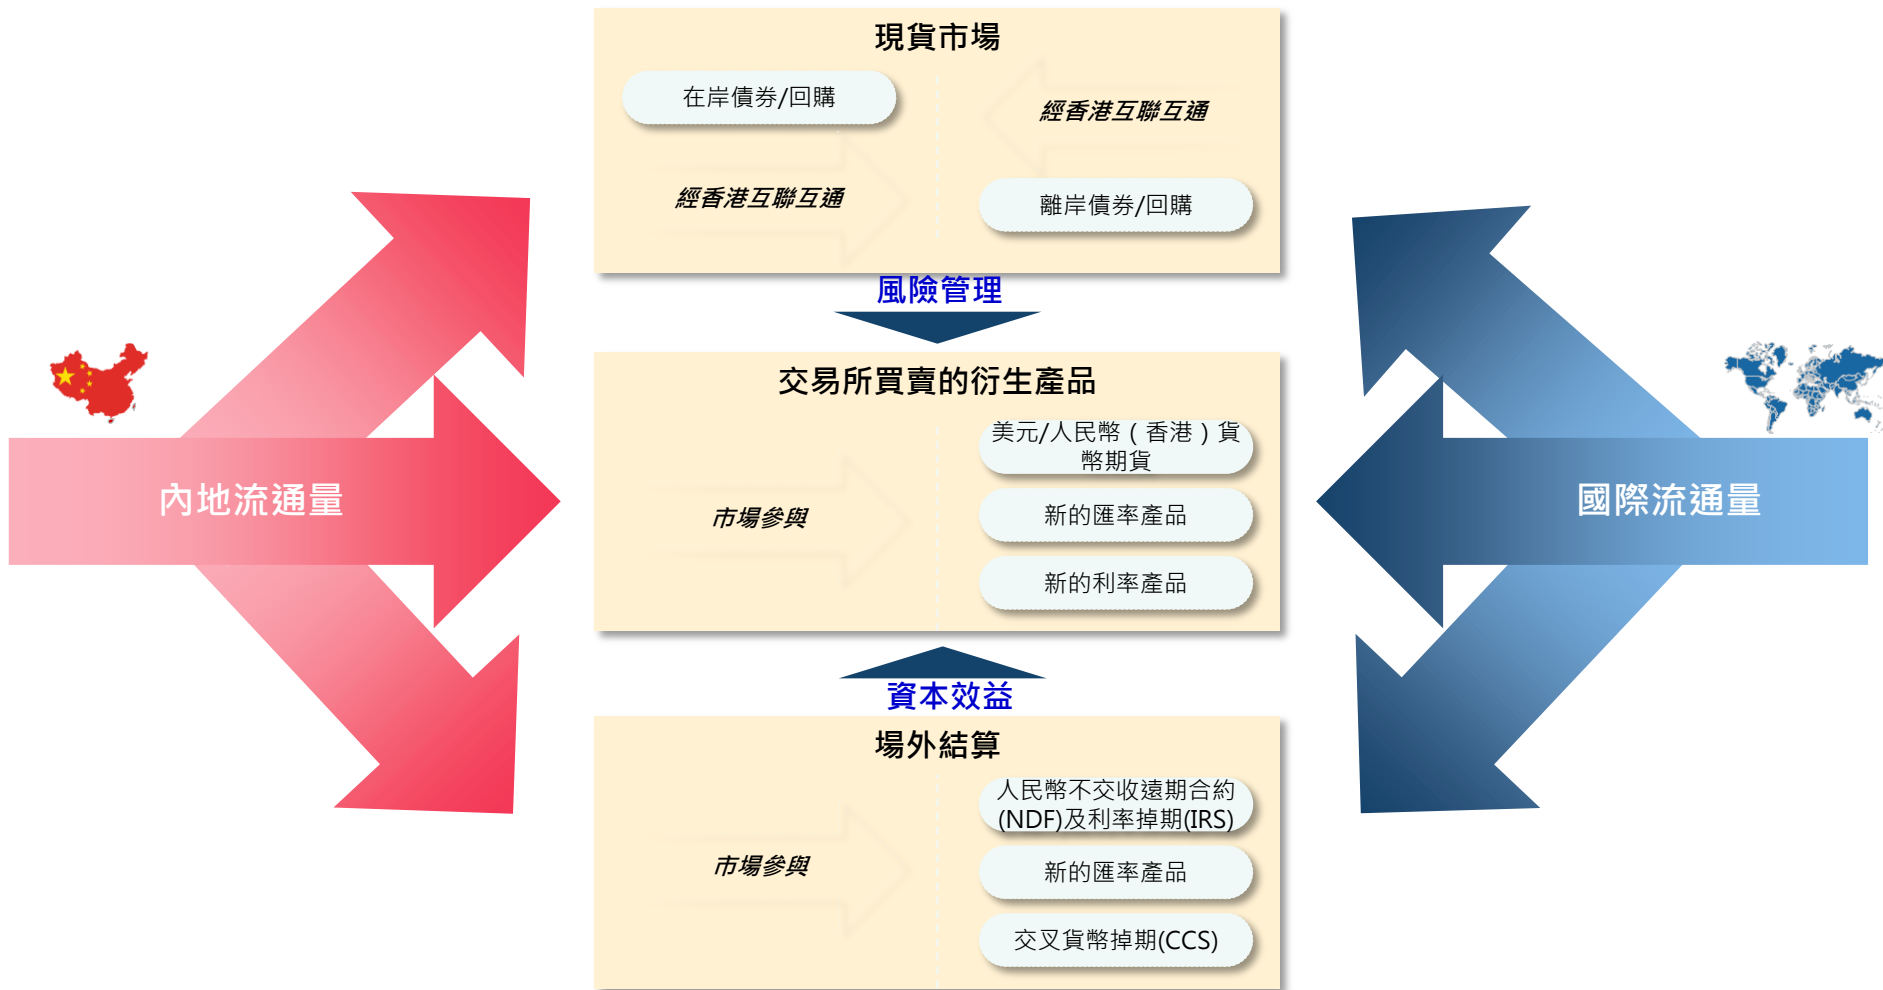 現貨市場
在岸債券/回購
經香港互聯互通
經香港互聯互通
離岸債券/回購
風險管理
交易所買賣的衍生產品
美元/人民幣（香港）貨
幣期貨
市場參與
新的匯率產品
新的利率產品
內地流通量
國際流通量
資本效益
場外結算
人民幣不交收遠期合約
(NDF)及利率掉期(IRS)
市場參與
新的匯率產品
交叉貨幣掉期(CCS)